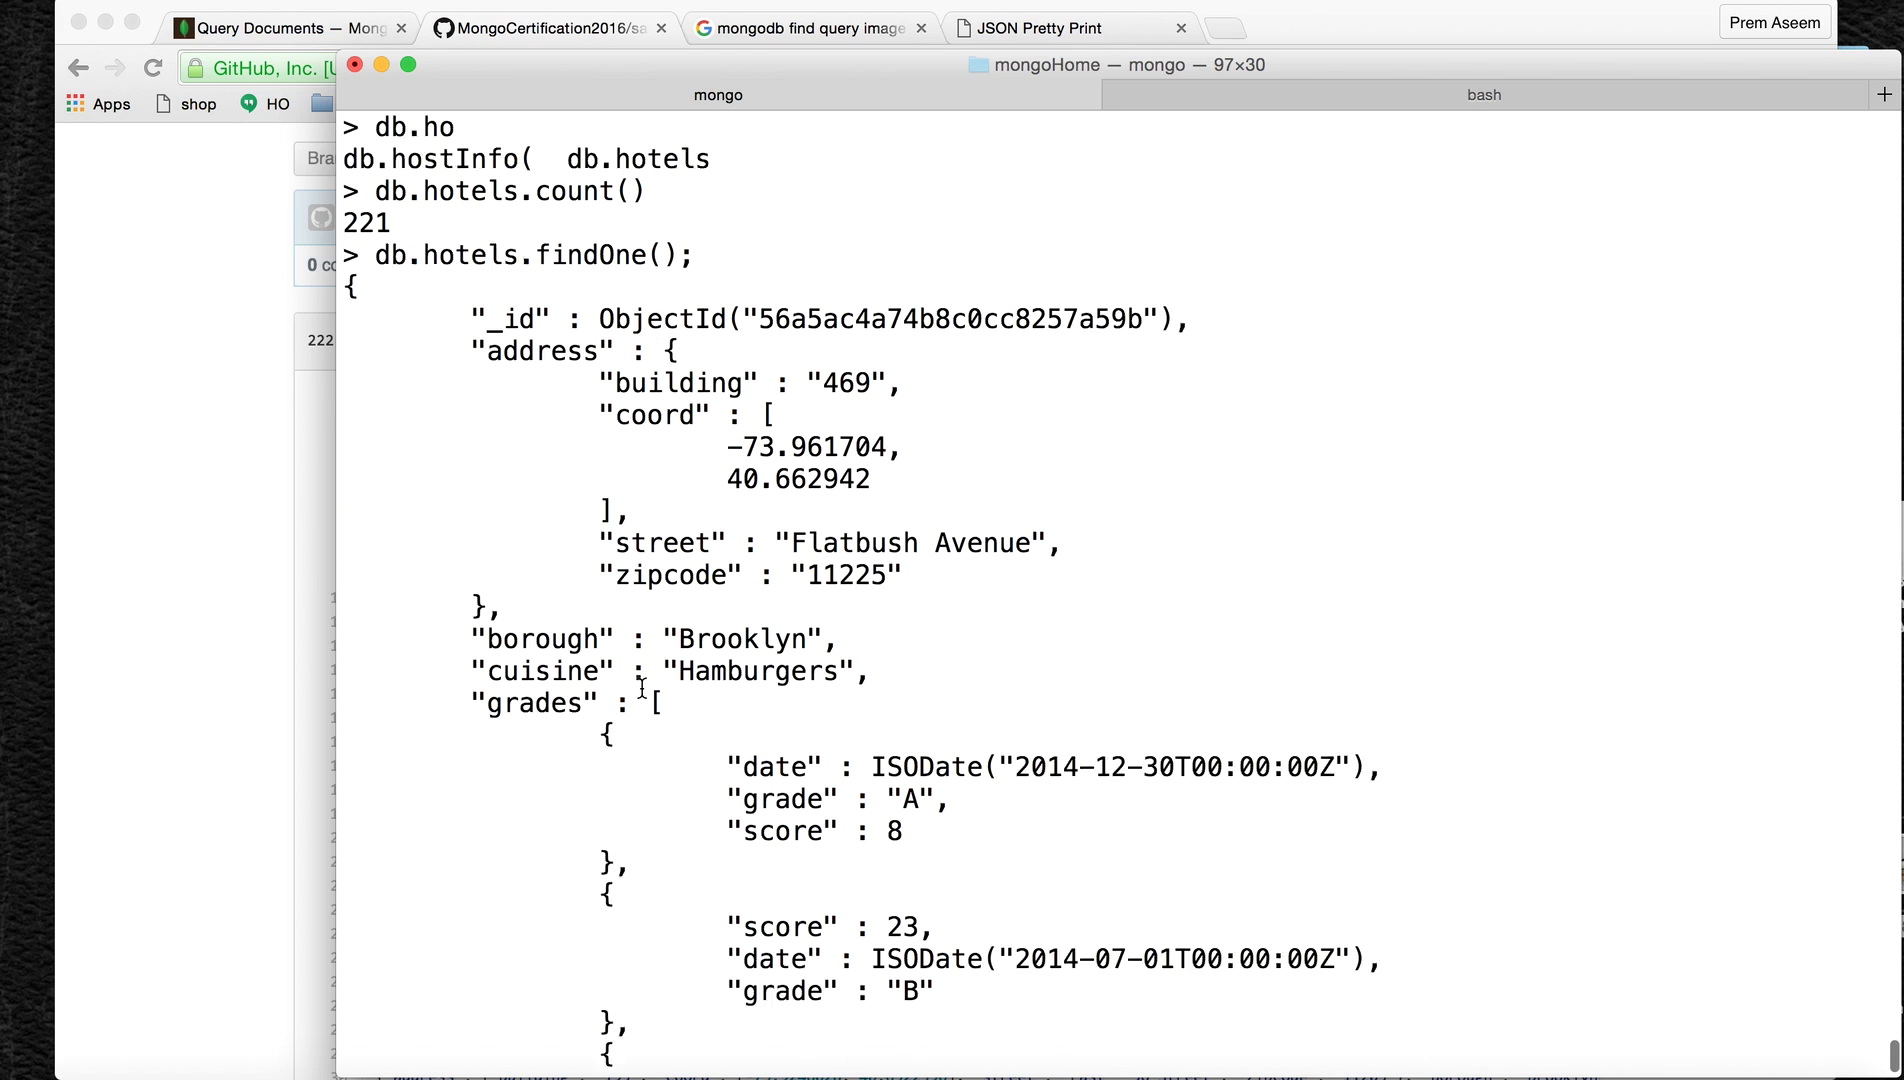 Query Documents — Mong
MongoCertification2016/sa
mongodb find query image
JSON Pretty Print
Prem Aseem
GitHub, Inc. [U
mongoHome — mongo — 97×30
Apps
shop
HO
mongo
bash
> db.ho
db.hostInfo(  db.hotels
> db.hotels.count()
221
> db.hotels.findOne();
{
"_id" : ObjectId("56a5ac4a74b8c0cc8257a59b"),
"address" : {
"building" : "469",
"coord" : [
-73.961704,
40.662942
],
"street" : "Flatbush Avenue",
"zipcode" : "11225"
},
"borough" : "Brooklyn",
"cuisine" : "Hamburgers",
"grades" : [
{
"date" : ISODate("2014-12-30T00:00:00Z"),
"grade" : "A",
"score" : 8
},
{
"score" : 23,
"date" : ISODate("2014-07-01T00:00:00Z"),
"grade" : "B"
},
{
Bra
0 co
222